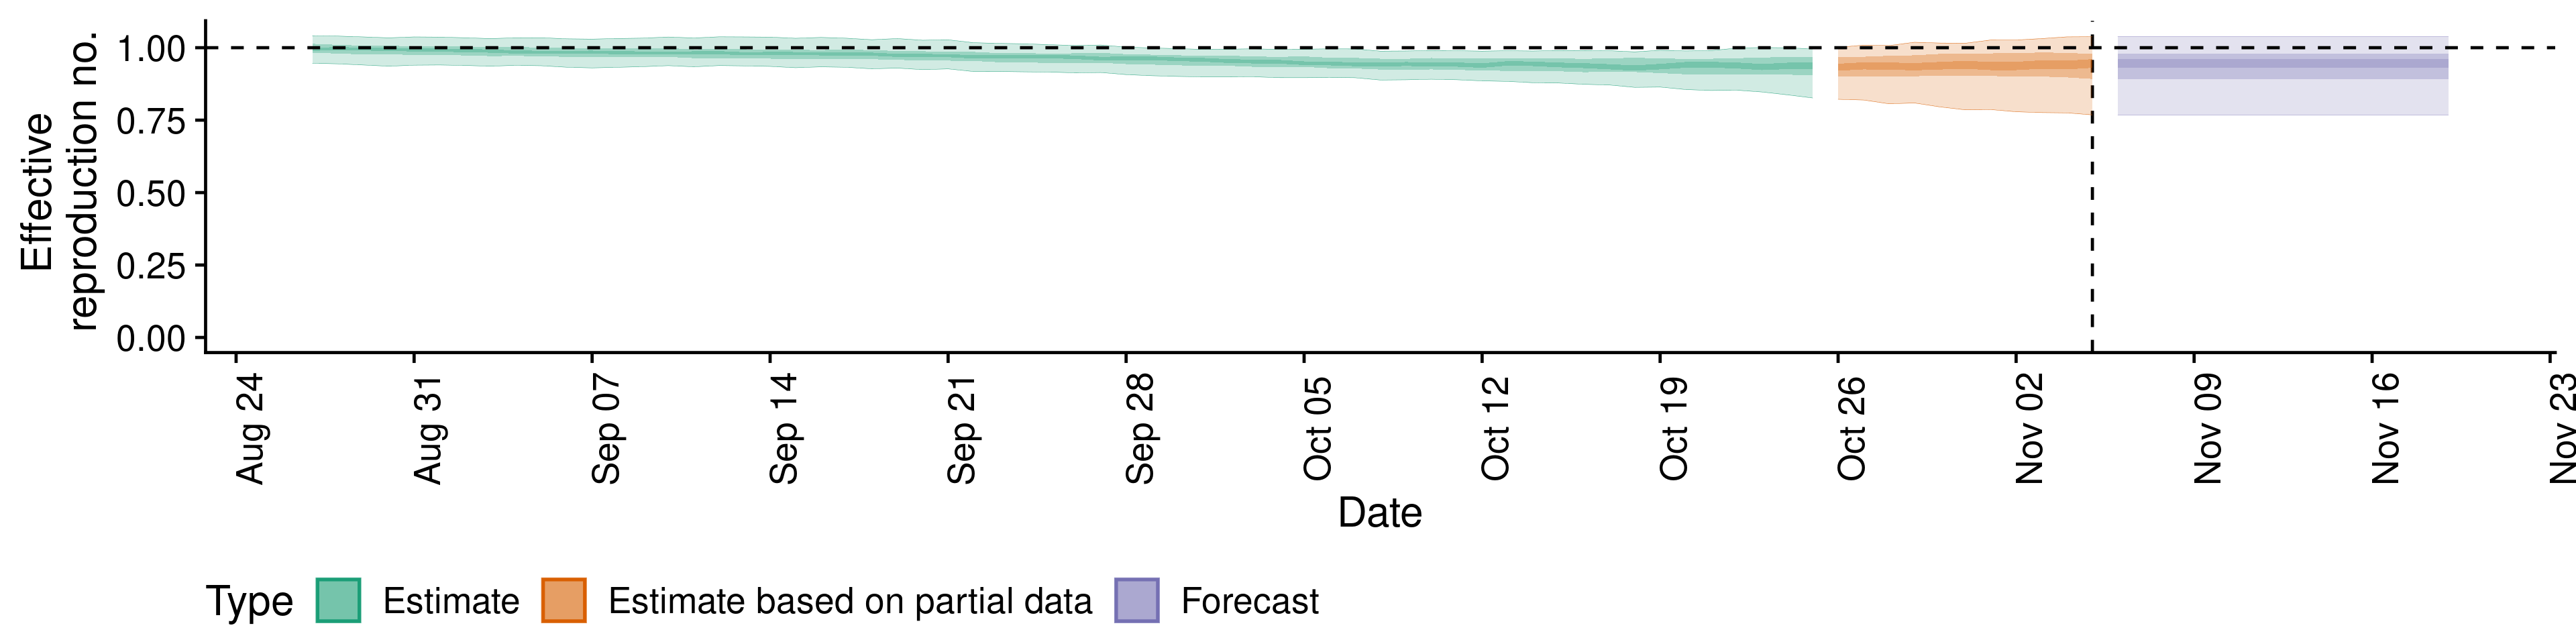 Effective
reproduction no.
1.00
0.75
0.50
0.25
0.00
Aug 24
Aug 31
Sep 07
Sep 14
Sep 21
Sep 28
Oct 05
Oct 12
Oct 19
Oct 26
Nov 02
Nov 09
Nov 16
Nov 23
Date
Type Estimate Estimate based on partial data Forecast